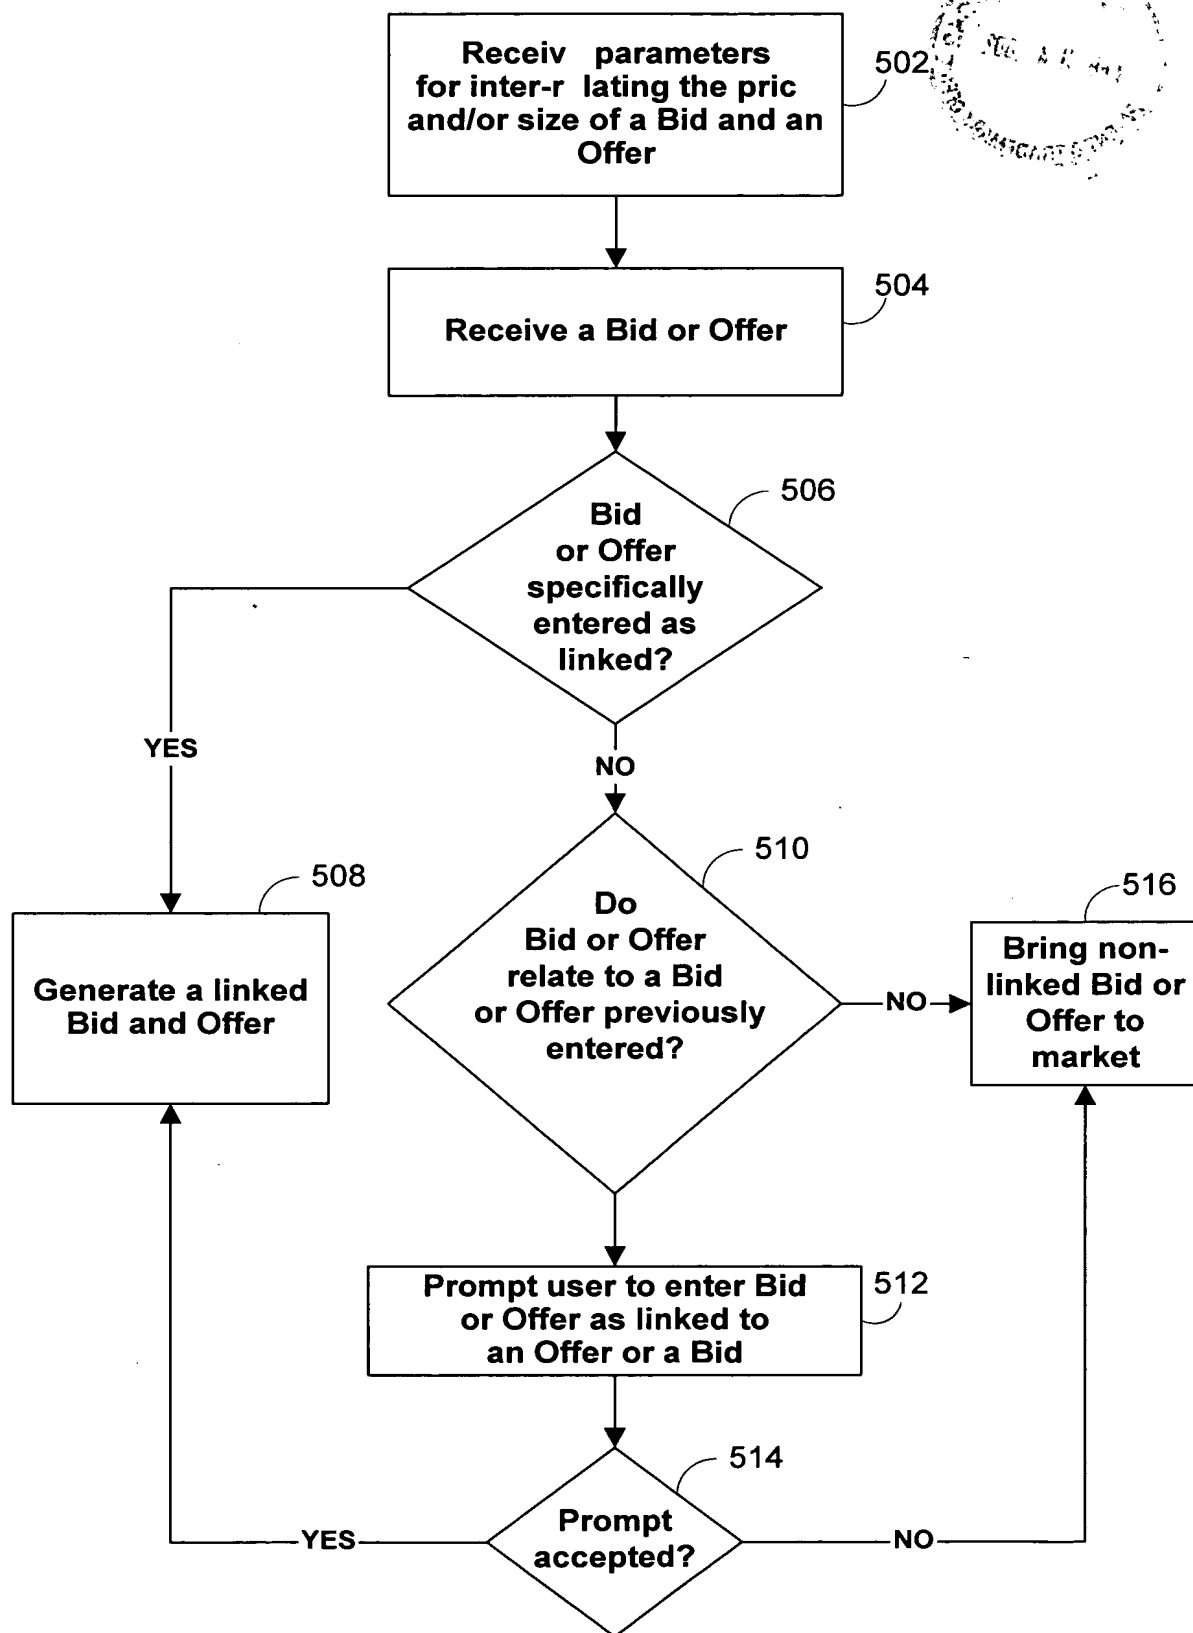 Receiv parameters
for inter-r lating the pric
and/or size of a Bid and an
Offer
502
Receive a Bid or Offer
504
Bid
or Offer
specifically
entered as
linked?
506
YES
NO
508
Generate a linked
Bid and Offer
Do
Bid or Offer
relate to a Bid
or Offer previously
entered?
510
NO
516
Bring non-
linked Bid or
Offer to
market
Prompt user to enter Bid
or Offer as linked to
an Offer or a Bid
512
Prompt
accepted?
514
YES
NO